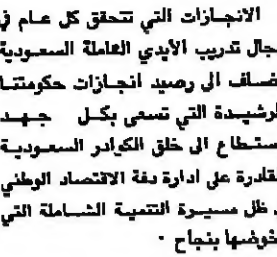 الانجازات التي تتحقق كل عام في
جال تدريب الأيدي العاملة السعودية
ضاف الى رصيد انجازات حكومتنا
لرشيدة التي تسعى بكل جهد
ستطاع الى خلق الكوادر السعودية
لقادرة على ادارة دفة الاقتصاد الوطني
ظل مسيرة التنمية الشاملة التي
خوضها بنجاح ٠